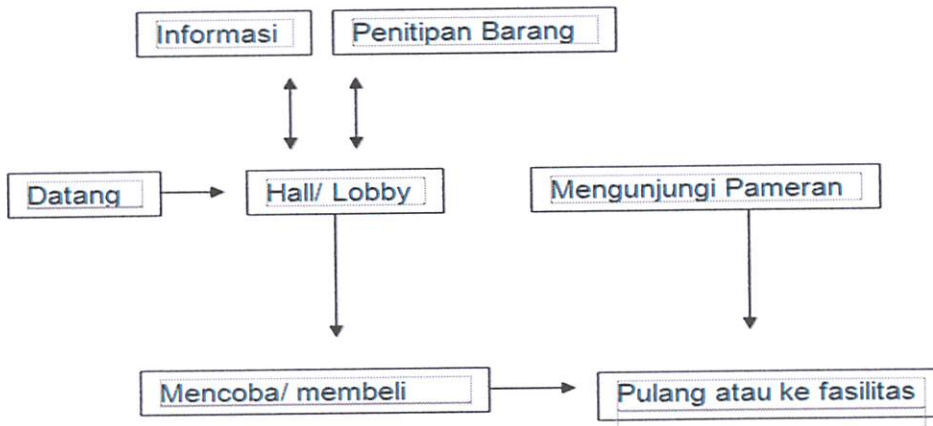 Informasi
Penitipan Barang
Datang
Hall/ Lobby
Mengunjungi Pameran
Mencoba/ membeli
Pulang atau ke fasilitas